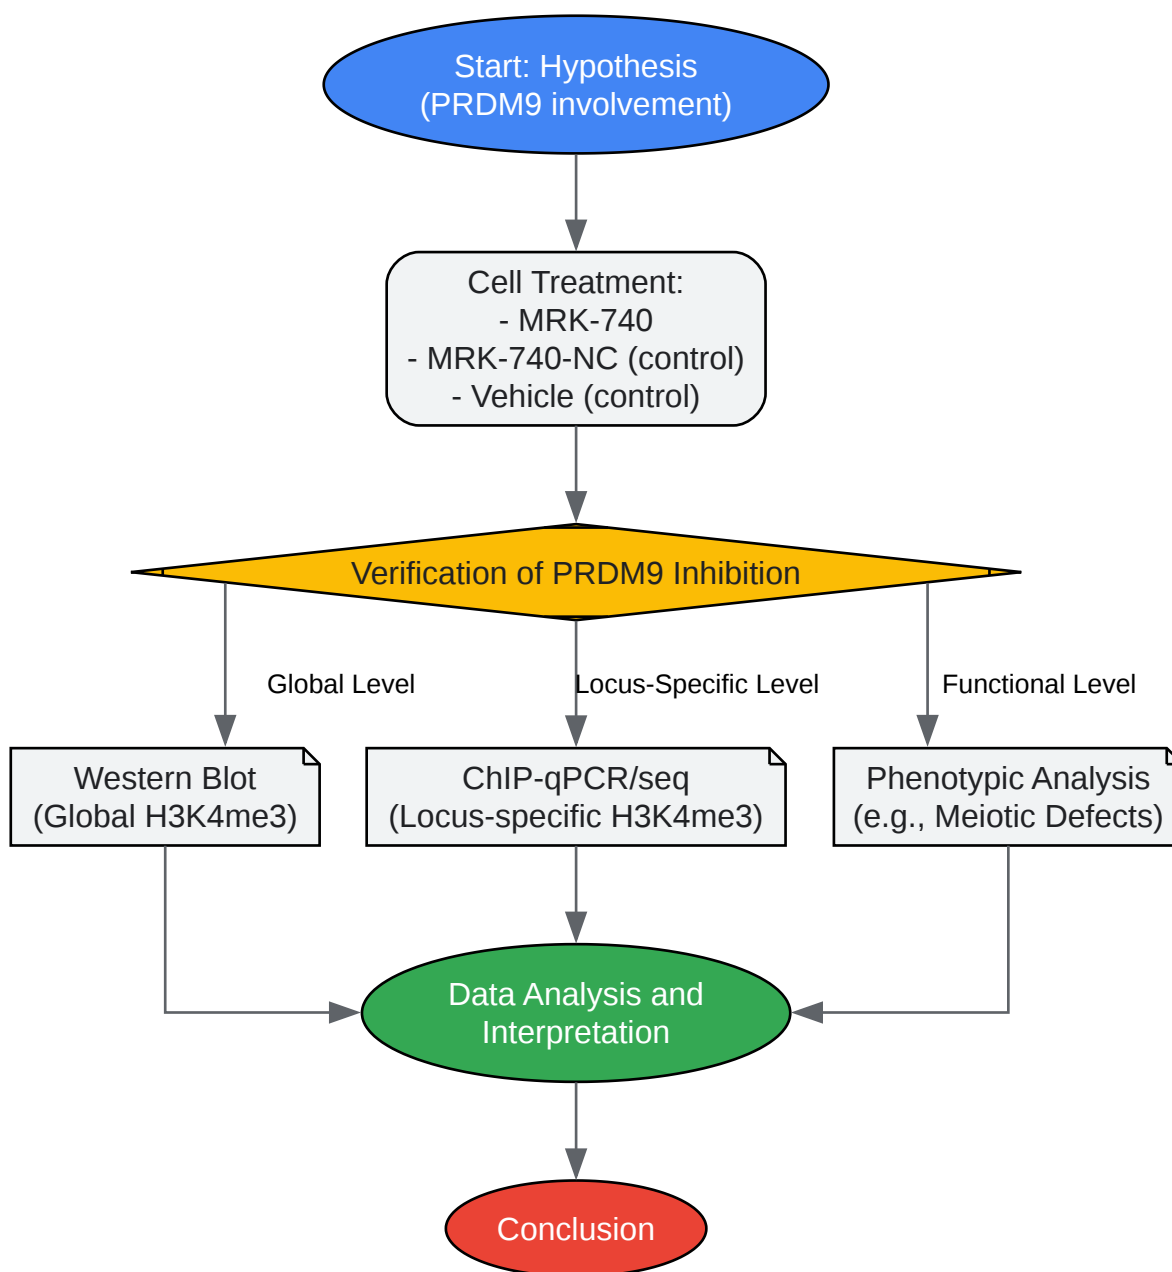 Start: Hypothesis
(PRDM9 involvement)
Cell Treatment:
- MRK-740
- MRK-740-NC (control)
- Vehicle (control)
Verification of PRDM9 Inhibition
Global Level
Locus-Specific Level
Functional Level
Western Blot
(Global H3K4me3)
ChIP-qPCR/seq
(Locus-specific H3K4me3)
Phenotypic Analysis
(e.g., Meiotic Defects)
Data Analysis and
Interpretation
Conclusion